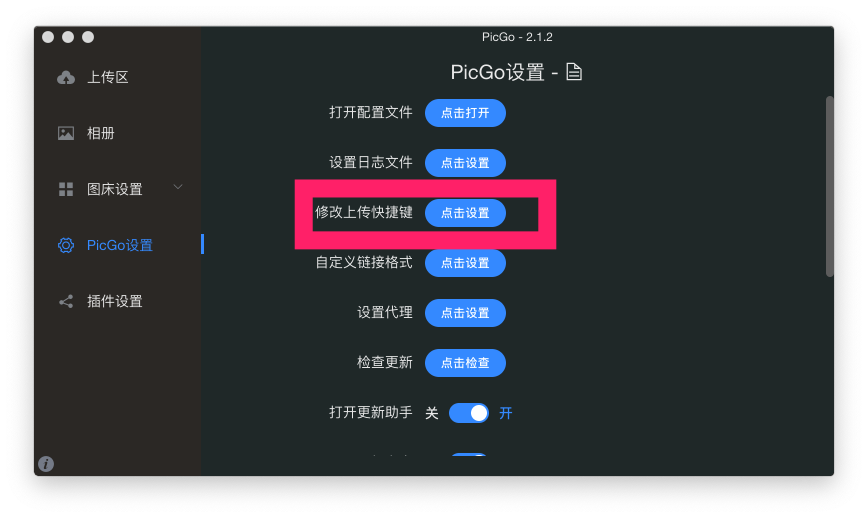 PicGo - 2.1.2
上传区
相册
图床设置
PicGo设置
插件设置
PicGo设置 -
打开配置文件 点击打开
设置日志文件 点击设置
修改上传快捷键 点击设置
自定义链接格式 点击设置
设置代理 点击设置
检查更新 点击检查
打开更新助手 关 开